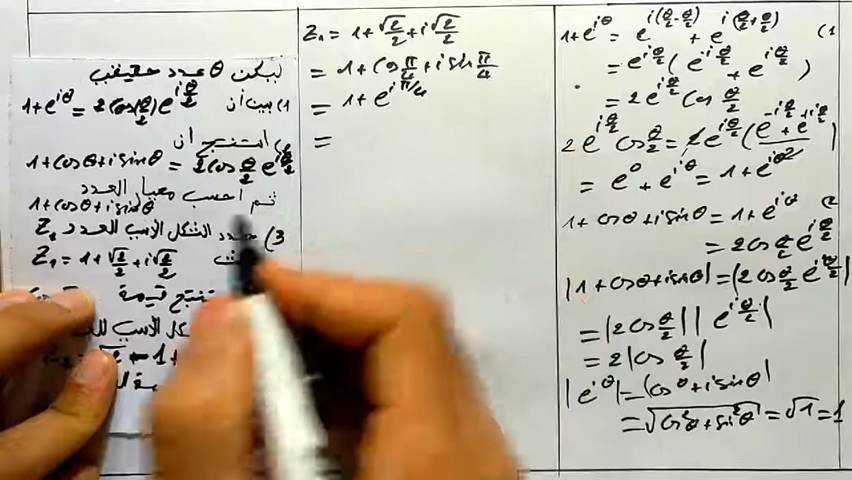 ليكن θ عدد حقيقي
1) بين أن 1+e^{iθ} = 2cos(θ/2)e^{iθ/2}
2) استنتج أن
1+cosθ+isinθ = 2cos θ/2 e^{iθ/2}
ثم احسب معيار العدد
1+cosθ+isinθ
3) حدد الشكل الأسي للعدد Z₁
Z₁ = 1+√2/2+i√2/2
قيمة
Z₁ = 1+√2/2+i√2/2
= 1+cos π/4+isin π/4
= 1+e^{iπ/4}
=
1+e^{iθ} = e^{i(θ/2-θ/2)} + e^{i(θ/2+θ/2)} (1
= e^{iθ/2}(e^{-iθ/2} + e^{iθ/2})
= 2e^{iθ/2} cos θ/2
2e^{iθ/2} cos θ/2 = 2e^{iθ/2}(e^{-iθ/2}+e^{iθ/2}/2)
= e^0+e^{iθ} = 1+e^{iθ}
1+cosθ+isinθ = 1+e^{iθ} (2
= 2cos θ/2 e^{iθ/2}
|1+cosθ+isinθ| = |2cos θ/2 e^{iθ/2}|
= |2cos θ/2| |e^{iθ/2}|
= 2|cos θ/2|
|e^{iθ}| = |cosθ+isinθ|
= √cos²θ+sin²θ = √1 = 1